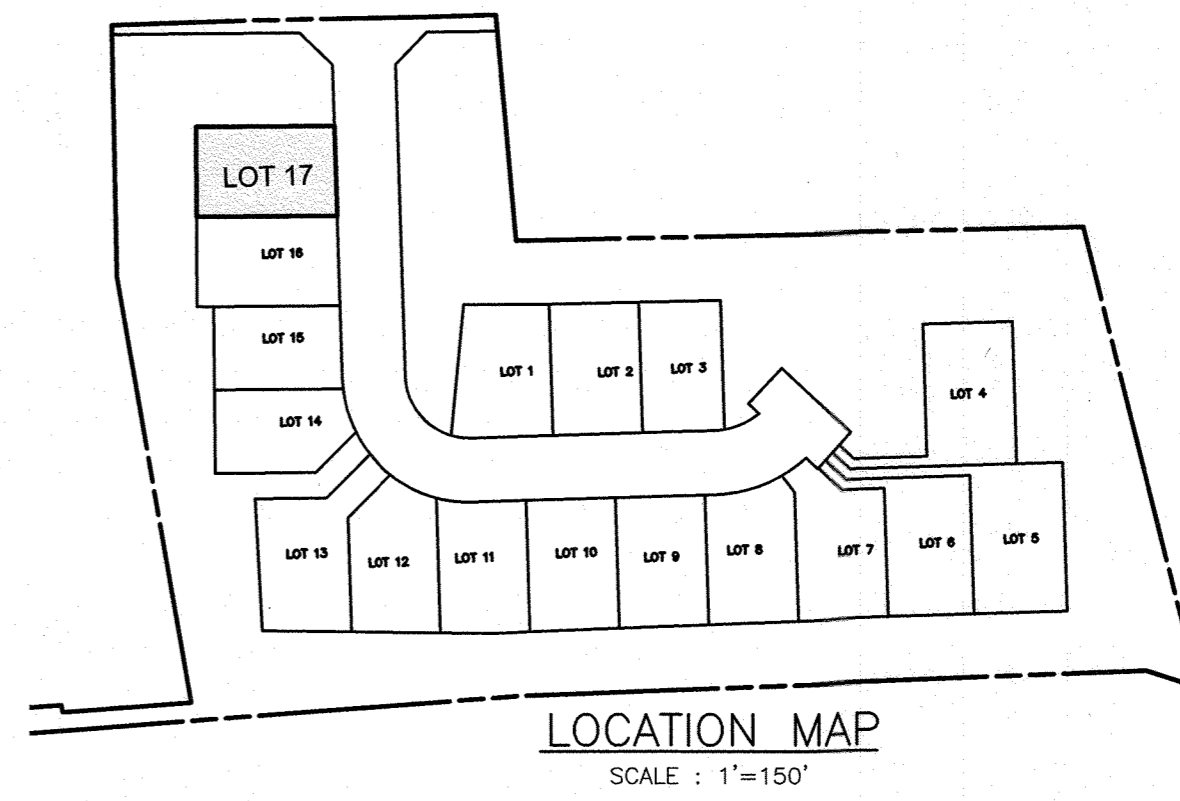 LOT 17
LOT 16
LOT 15
LOT 14
LOT 1
LOT 2
LOT 3
LOT 4
LOT 13
LOT 12
LOT 11
LOT 10
LOT 9
LOT 8
LOT 7
LOT 6
LOT 5
LOCATION MAP
SCALE : 1'=150'